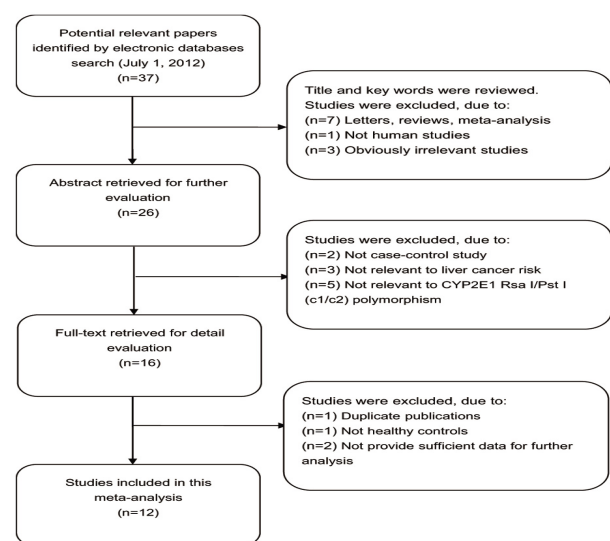 Potential relevant papers
identified by electronic databases
search (July 1, 2012)
(n=37)
Title and key words were reviewed.
Studies were excluded, due to:
(n=7) Letters, reviews, meta-analysis
(n=1) Not human studies
(n=3) Obviously irrelevant studies
Abstract retrieved for further
evaluation
(n=26)
Studies were excluded, due to:
(n=2) Not case-control study
(n=3) Not relevant to liver cancer risk
(n=5) Not relevant to CYP2E1 Rsa I/Pst I
(c1/c2) polymorphism
Full-text retrieved for detail
evaluation
(n=16)
Studies were excluded, due to:
(n=1) Duplicate publications
(n=1) Not healthy controls
(n=2) Not provide sufficient data for further
analysis
Studies included in this
meta-analysis
(n=12)